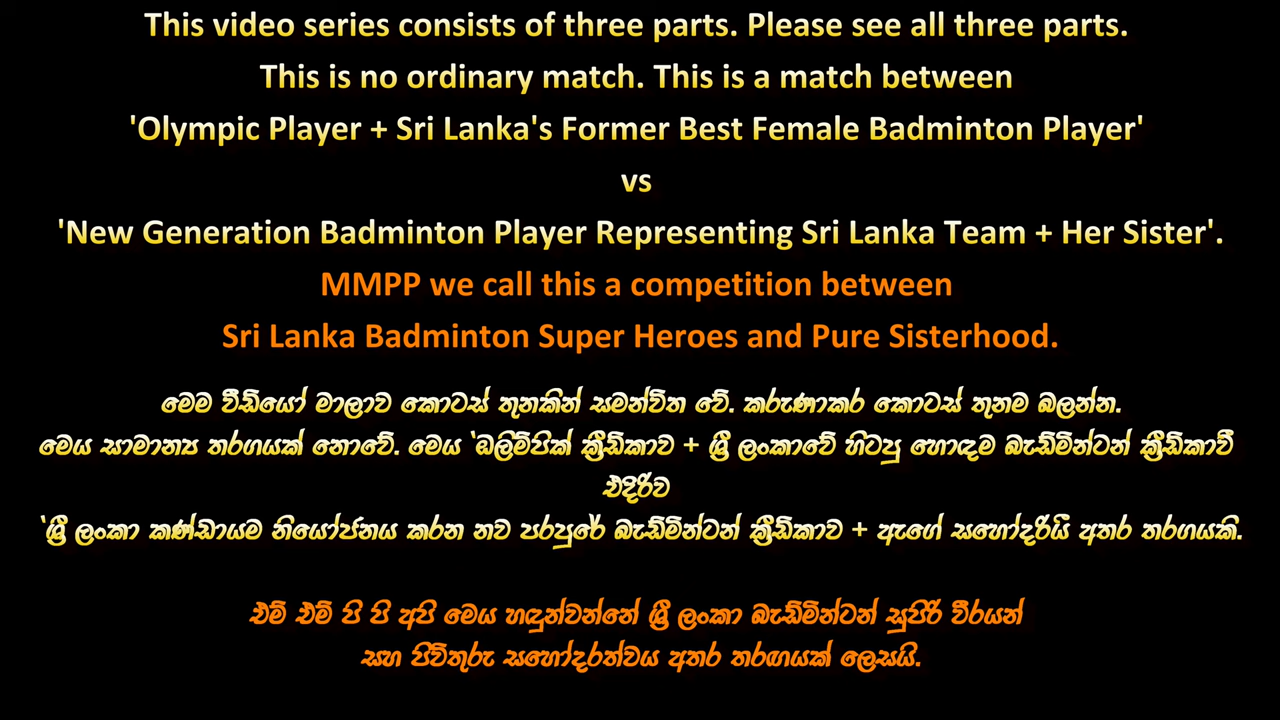 This video series consists of three parts. Please see all three parts.
This is no ordinary match. This is a match between
'Olympic Player + Sri Lanka's Former Best Female Badminton Player'
vs
'New Generation Badminton Player Representing Sri Lanka Team + Her Sister'.
MMPP we call this a competition between
Sri Lanka Badminton Super Heroes and Pure Sisterhood.
මෙම වීඩියෝ මාලාව කොටස් තුනකින් සමන්විත වේ. කරුණාකර කොටස් තුනම බලන්න.
මෙය සාමාන්‍ය තරගයක් නොවේ. මෙය 'ඔලිම්පික් ක්‍රීඩිකාව + ශ්‍රී ලංකාවේ හිටපු හොඳම බැඩ්මින්ටන් ක්‍රීඩිකාවී
එදිරිව
'ශ්‍රී ලංකා කණ්ඩායම නියෝජනය කරන නව පරපුරේ බැඩ්මින්ටන් ක්‍රීඩිකාව + ඇගේ සහෝදරියී අතර තරගයකි.
එම් එම් පී පී අපි මෙය හඳුන්වන්නේ ශ්‍රී ලංකා බැඩ්මින්ටන් සුපිරි වීරයන්
සහ පිවිතුරු සහෝදරත්වය අතර තරඟයක් ලෙසයි.